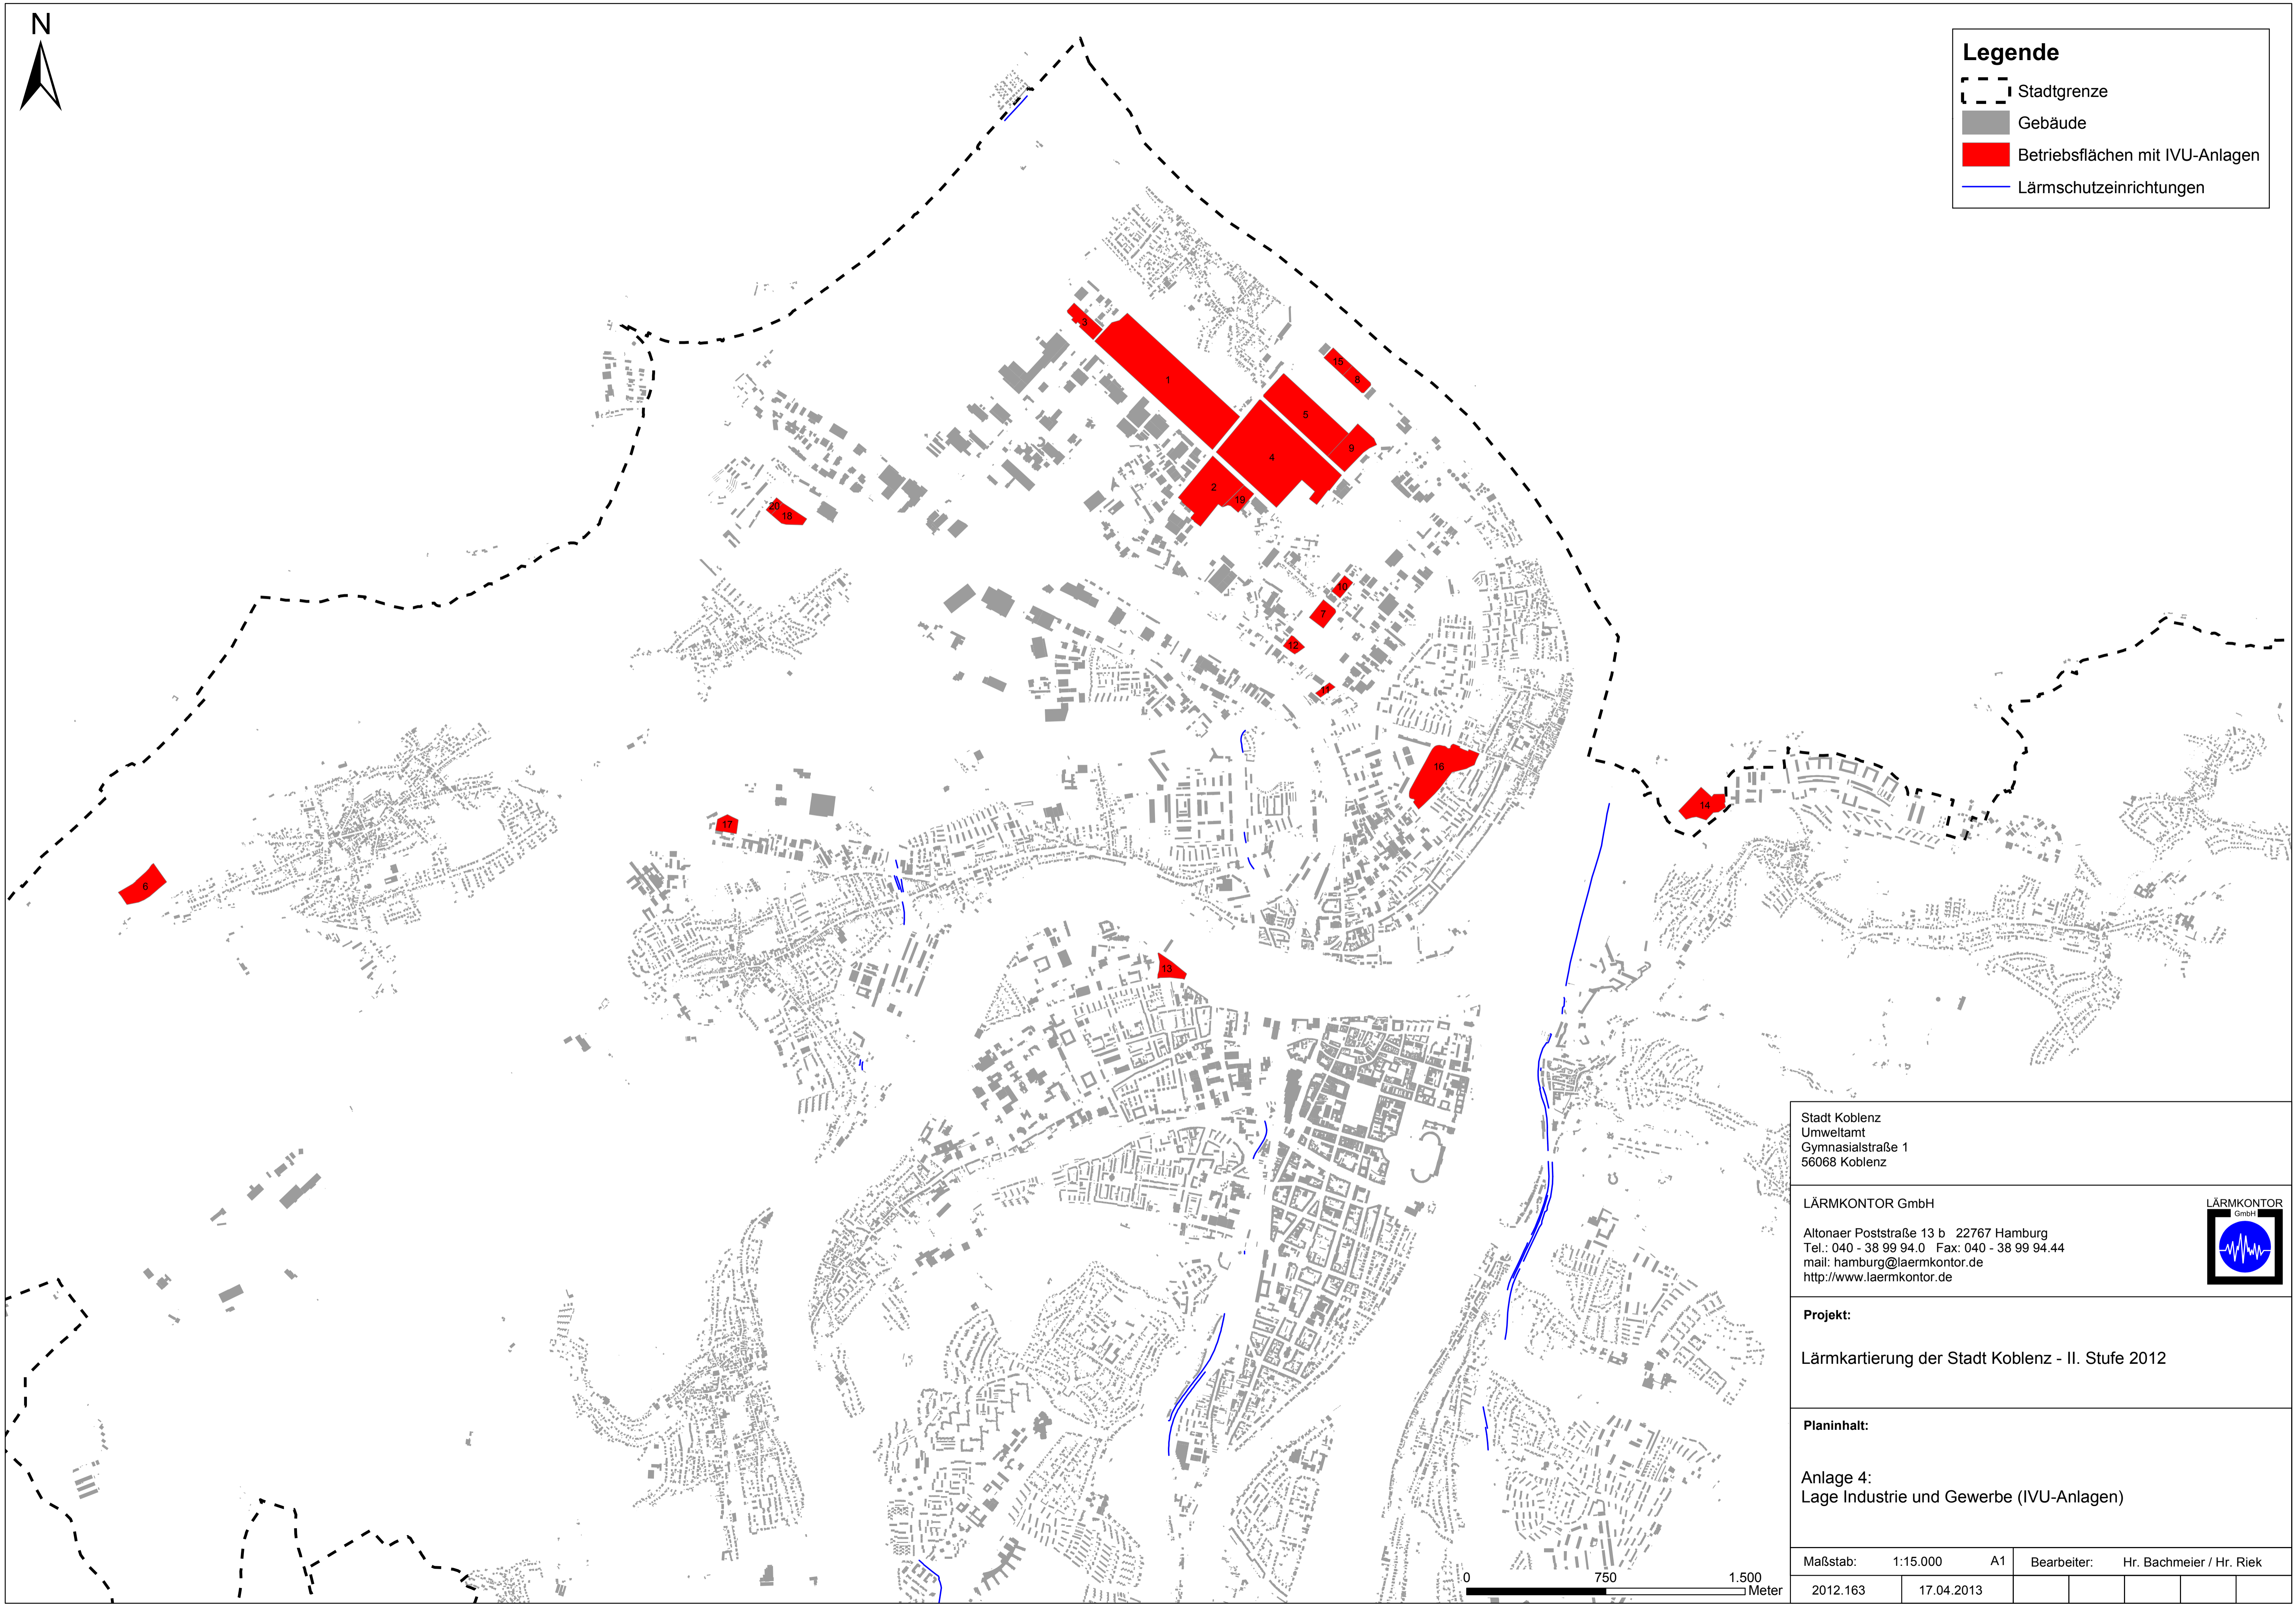 N
Legende
Stadtgrenze
Gebäude
Betriebsflächen mit IVU-Anlagen
Lärmschutzeinrichtungen
3
1
15
8
5
9
4
2
19
20
18
10
7
12
11
16
14
17
6
13
Stadt Koblenz
Umweltamt
Gymnasialstraße 1
56068 Koblenz
LÄRMKONTOR GmbH
Altonaer Poststraße 13 b 22767 Hamburg
Tel.: 040 - 38 99 94.0 Fax: 040 - 38 99 94.44
mail: hamburg@laermkontor.de
http://www.laermkontor.de
LÄRMKONTOR
GmbH
Projekt:
Lärmkartierung der Stadt Koblenz - II. Stufe 2012
Planinhalt:
Anlage 4:
Lage Industrie und Gewerbe (IVU-Anlagen)
Maßstab: 1:15.000 A1 Bearbeiter: Hr. Bachmeier / Hr. Riek
2012.163 17.04.2013
0 750 1.500
Meter